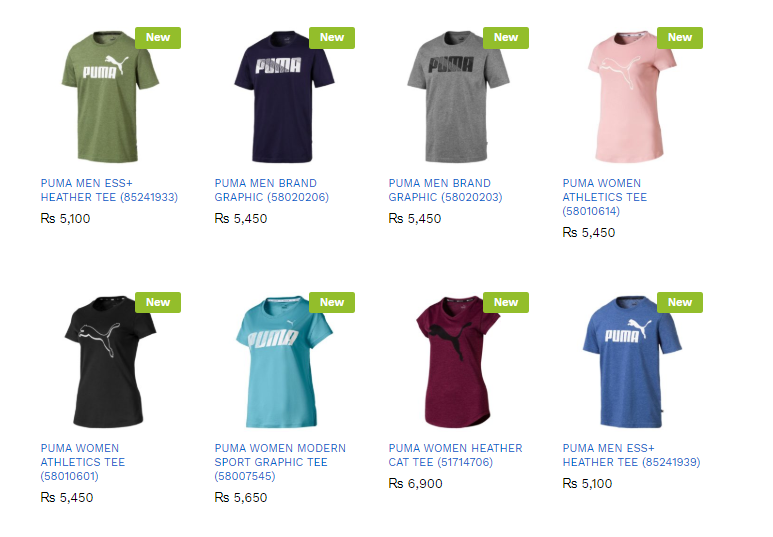 New
New
New
New
PUMA
PUMA
PUMA
PUMA MEN ESS+
HEATHER TEE (85241933)
Rs 5,100
PUMA MEN BRAND
GRAPHIC (58020206)
Rs 5,450
PUMA MEN BRAND
GRAPHIC (58020203)
Rs 5,450
PUMA WOMEN
ATHLETICS TEE
(58010614)
Rs 5,450
New
New
New
New
PUMA
PUMA
PUMA WOMEN
ATHLETICS TEE
(58010601)
Rs 5,450
PUMA WOMEN MODERN
SPORT GRAPHIC TEE
(58007545)
Rs 5,650
PUMA WOMEN HEATHER
CAT TEE (51714706)
Rs 6,900
PUMA MEN ESS+
HEATHER TEE (85241939)
Rs 5,100